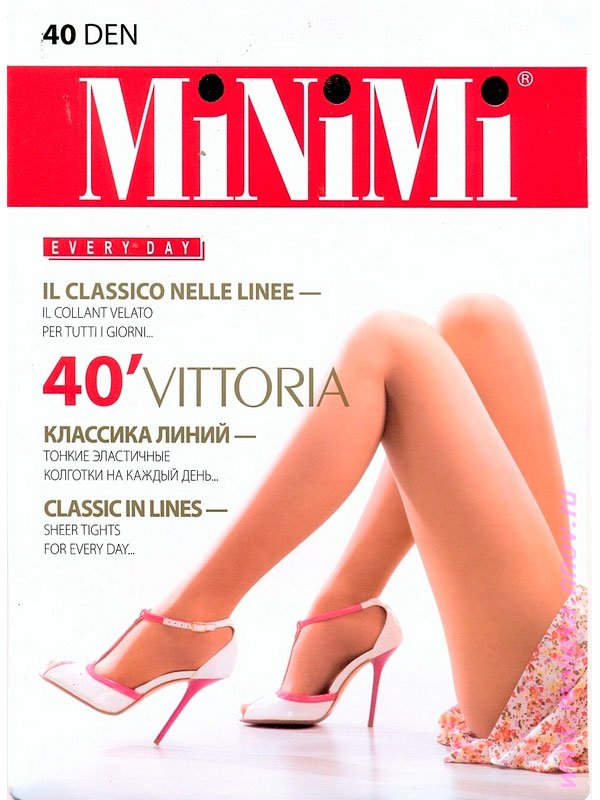 40 DEN
MiNiMi®
EVERY DAY
IL CLASSICO NELLE LINEE —
IL COLLANT VELATO
PER TUTTI I GIORNI...
40’ VITTORIA
КЛАССИКА ЛИНИЙ —
ТОНКИЕ ЭЛАСТИЧНЫЕ
КОЛГОТКИ НА КАЖДЫЙ ДЕНЬ...
CLASSIC IN LINES —
SHEER TIGHTS
FOR EVERY DAY...